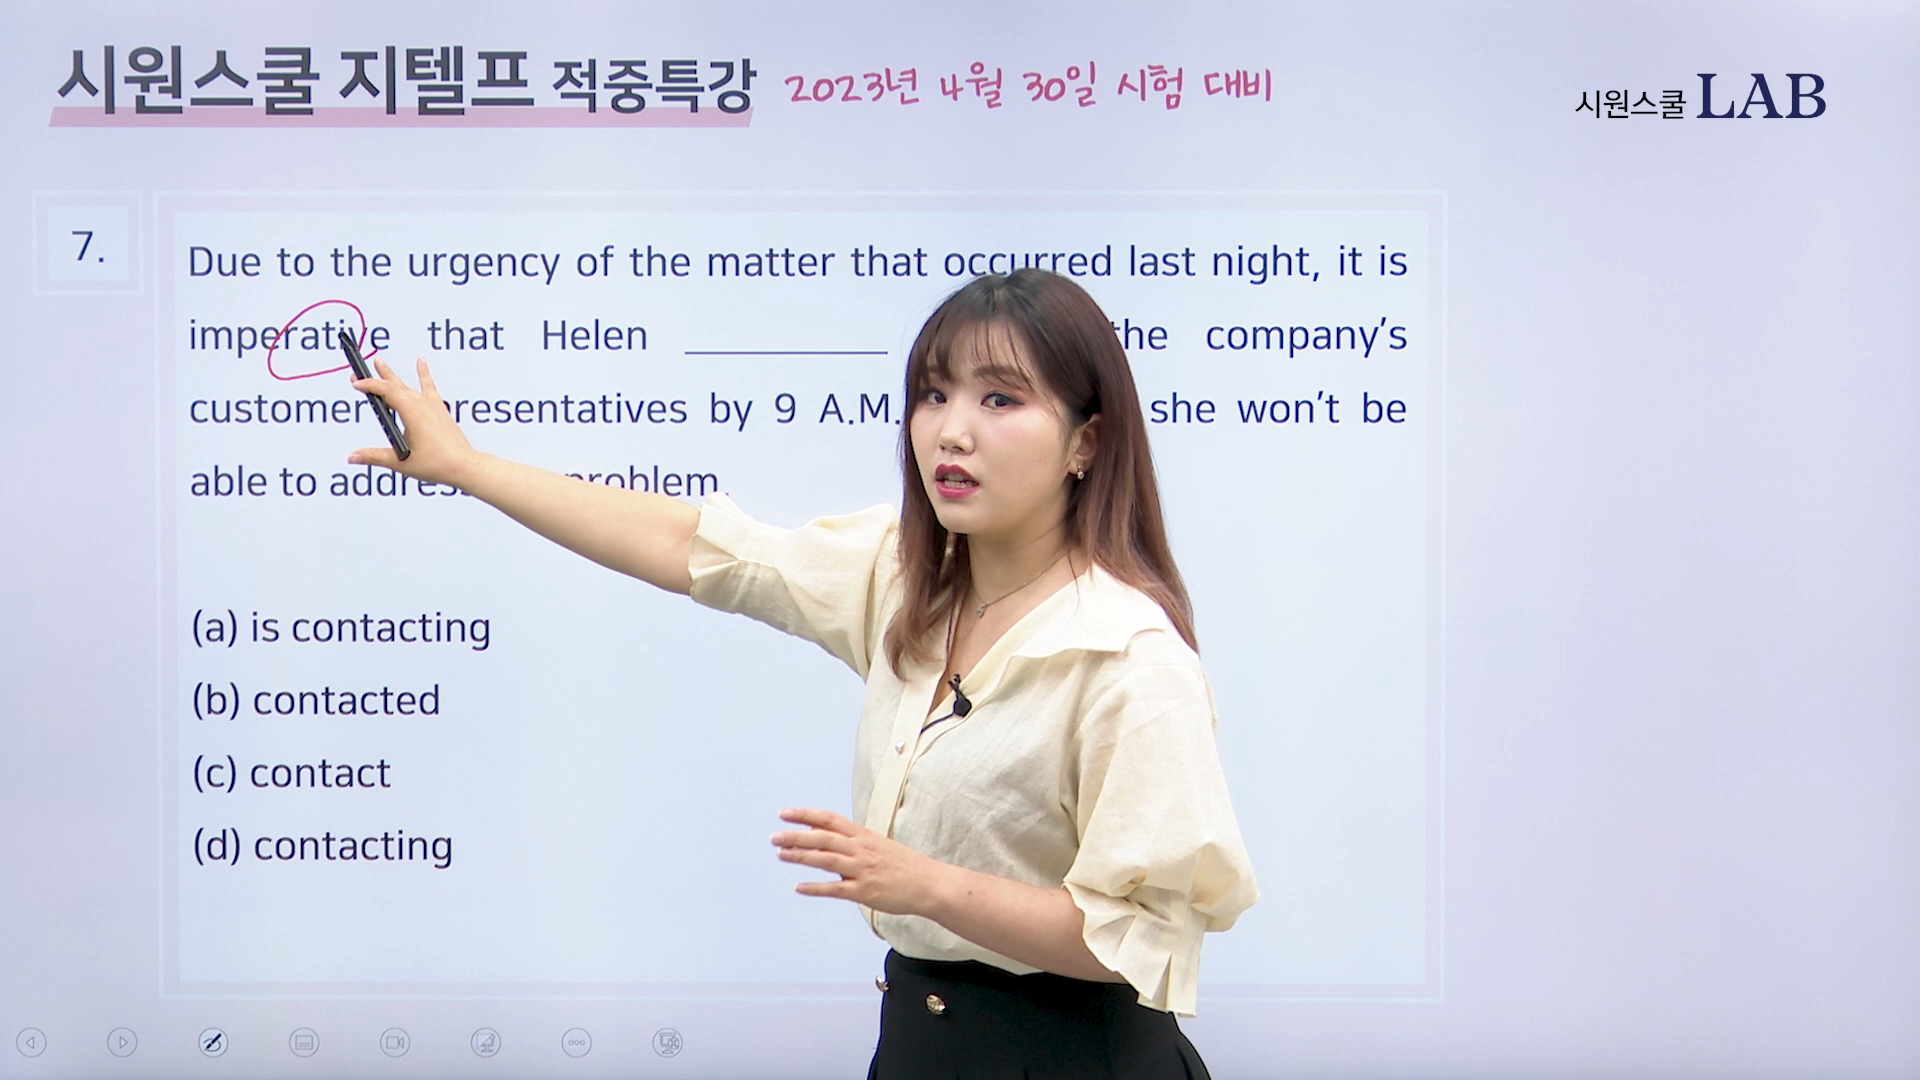 시원스쿨 지텔프 적중특강 2023년 4월 30일 시험 대비
시원스쿨 LAB
7.
Due to the urgency of the matter that occurred last night, it is
imperative that Helen ________ the company's
customer by 9 A.M. she won't be
able to problem.
(a) is contacting
(b) contacted
(c) contact
(d) contacting